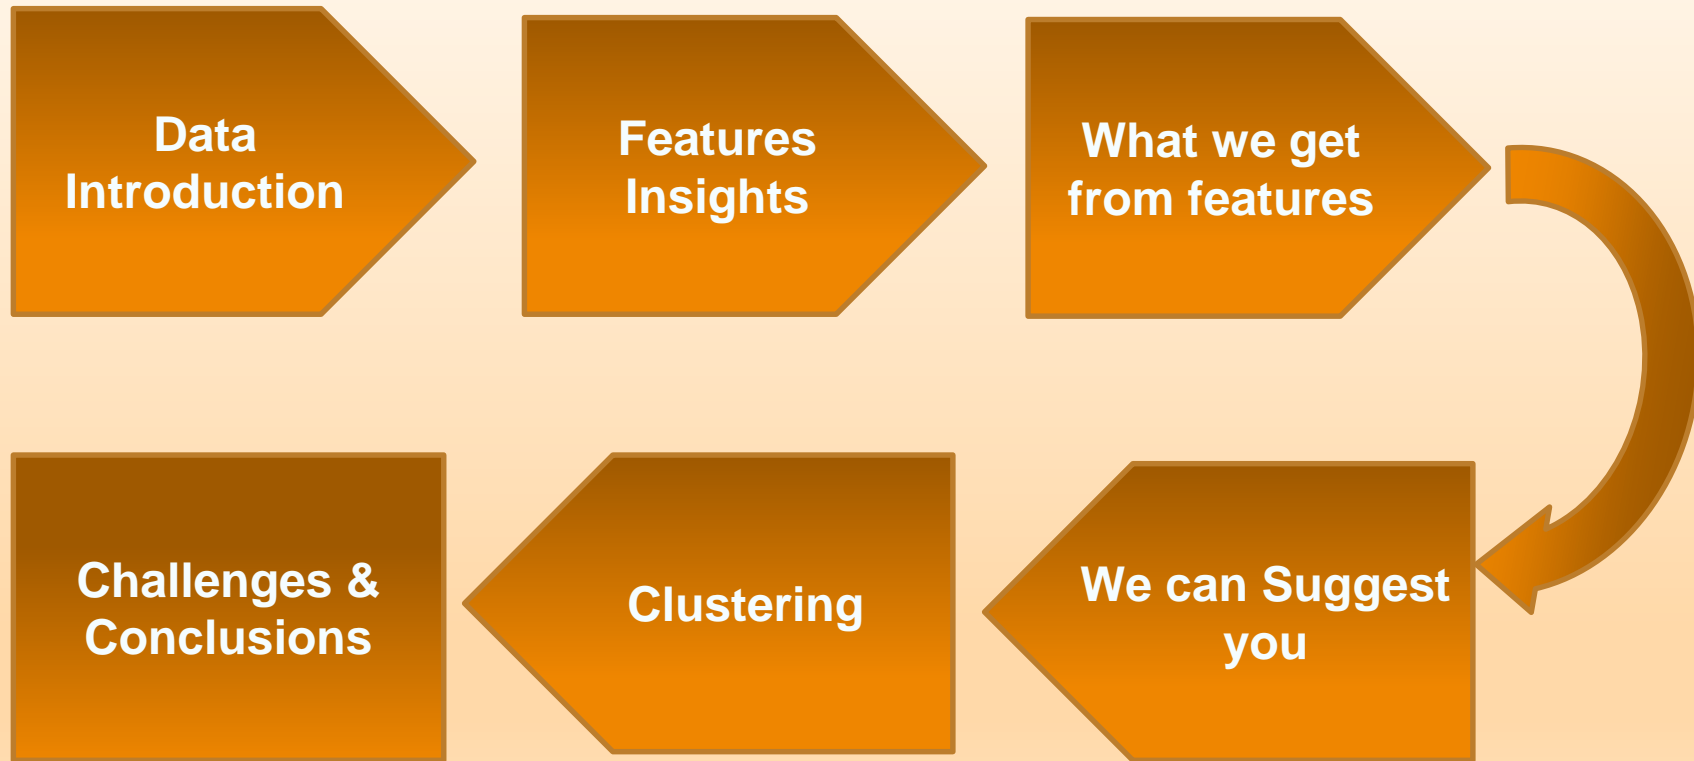 Data
Introduction
Features
Insights
What we get
from features
We can Suggest
you
Clustering
Challenges &
Conclusions